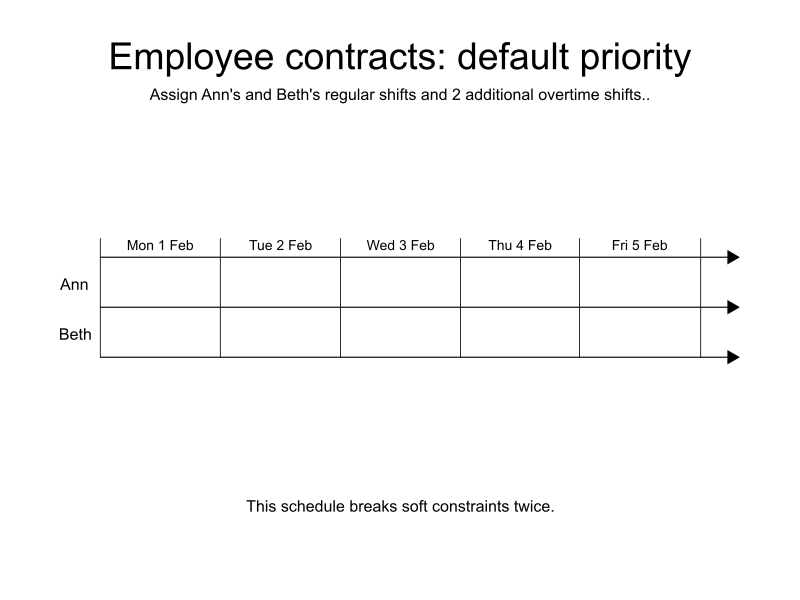 Employee contracts: default priority
Assign Ann's and Beth's regular shifts and 2 additional overtime shifts..
Mon 1 Feb Tue 2 Feb Wed 3 Feb Thu 4 Feb Fri 5 Feb
Ann
Beth
This schedule breaks soft constraints twice.